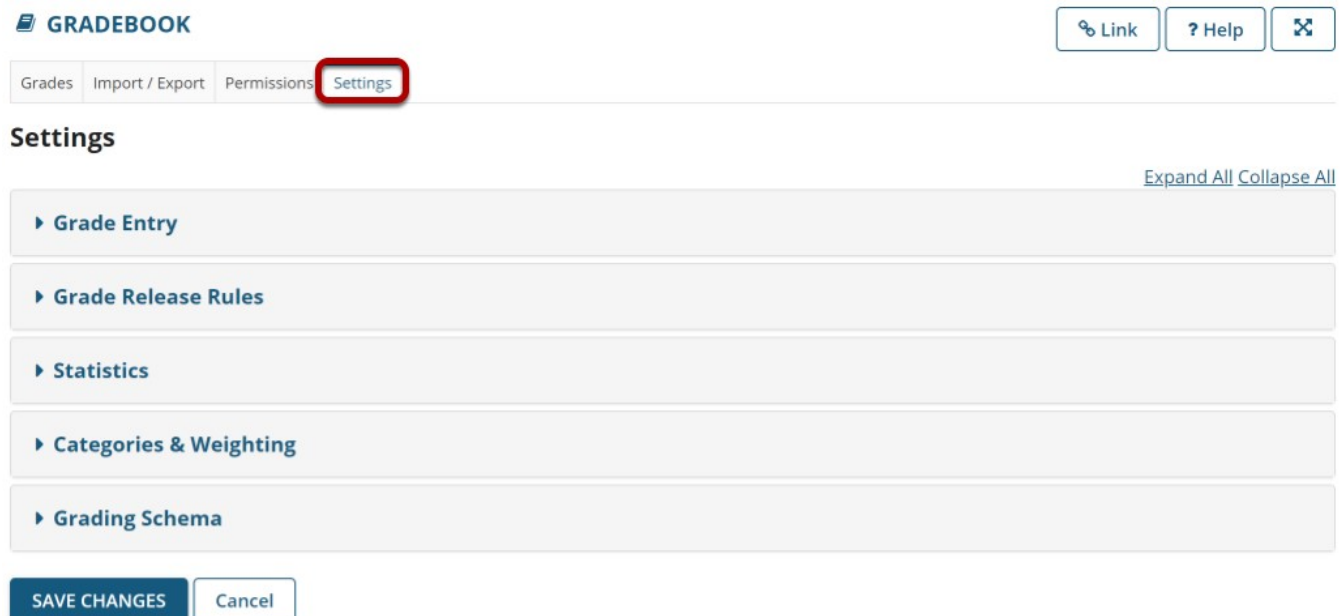 GRADEBOOK
Link ? Help
Grades Import / Export Permissions Settings
Settings
Expand All Collapse All
Grade Entry
Grade Release Rules
Statistics
Categories & Weighting
Grading Schema
SAVE CHANGES Cancel